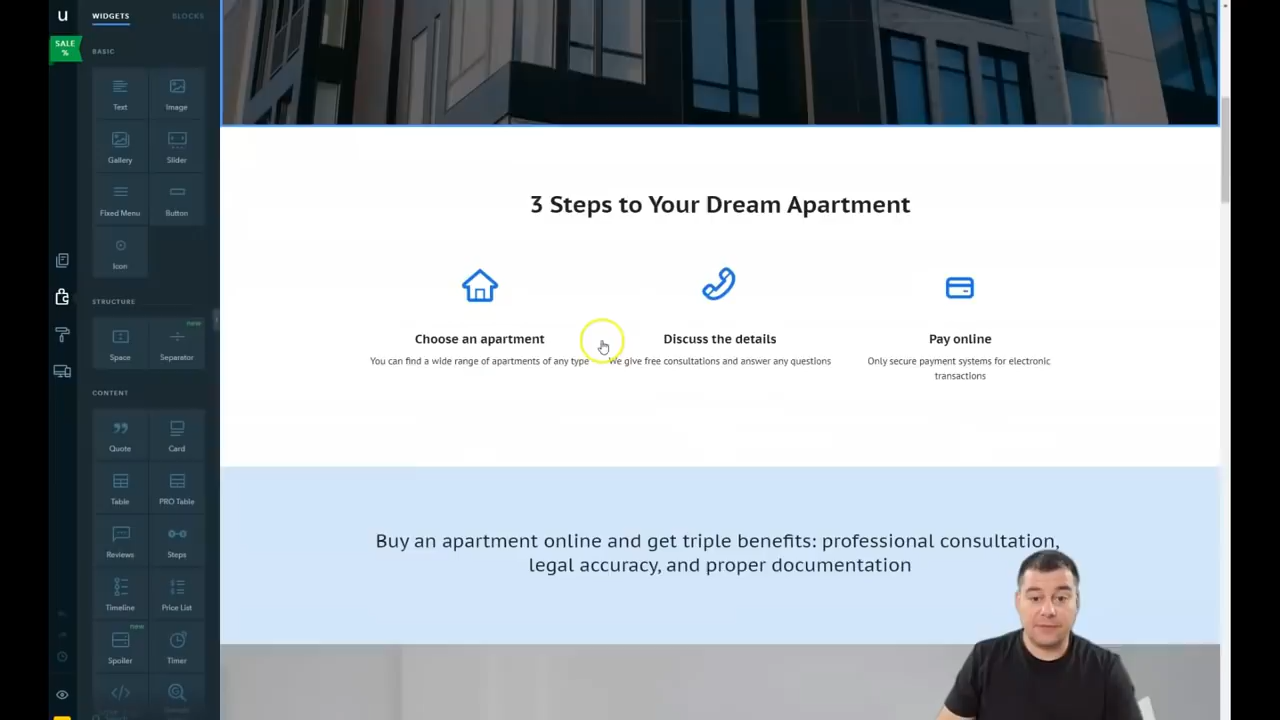 u
WIDGETS
BLOCKS
SALE
%
BASIC
Text
Image
Gallery
Slider
Fixed Menu
Button
Icon
STRUCTURE
new
Space
Separator
CONTENT
Quote
Card
Table
PRO Table
Reviews
Steps
Timeline
Price List
new
Spoiler
Timer
3 Steps to Your Dream Apartment
Choose an apartment
You can find a wide range of apartments of any type
Discuss the details
We give free consultations and answer any questions
Pay online
Only secure payment systems for electronic
transactions
Buy an apartment online and get triple benefits: professional consultation,
legal accuracy, and proper documentation